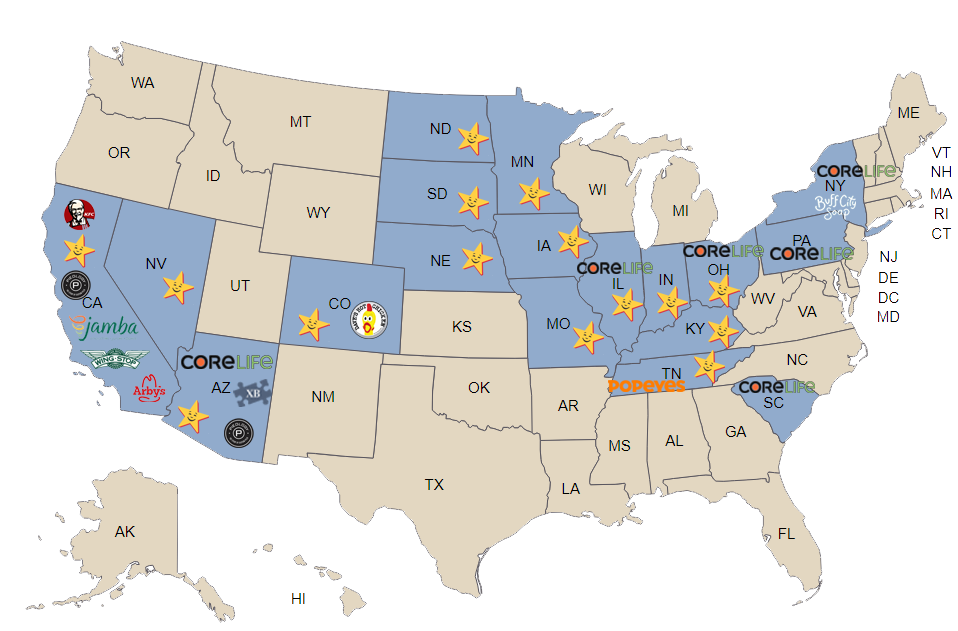 WA
MT
ND
MN
ME
OR
ID
SD
WI
MI
VT
NH
MA
RI
CT
CORELIFE
NY
Buff City
Soap
WY
KFC
NE
IA
PA
CORELIFE
CORELIFE
OH
NJ
DE
DC
MD
NV
UT
CO
CORELIFE
IL
IN
WV
VA
P
CA
jamba
KS
MO
KY
WING STOP
CORELIFE
AZ
XB
Arby's
P
NM
OK
AR
TN
POPEYES
NC
CORELIFE
SC
MS
AL
GA
TX
LA
FL
AK
HI